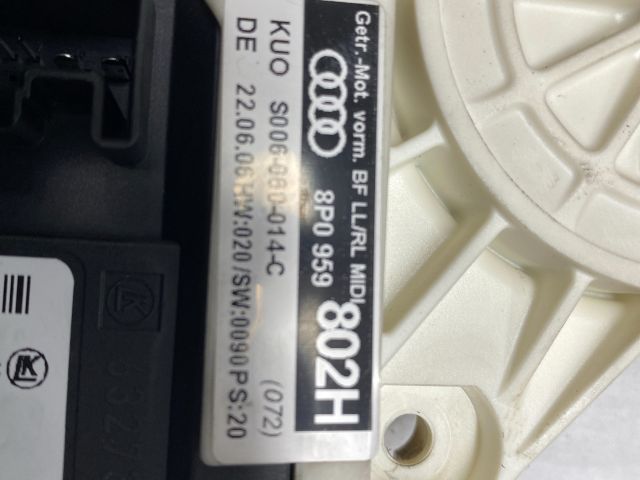 Getr.-Mot. vorm. BF LL/RL MIDI
8P0 959 802H
KUO S006-060-014-C (072)
DE 22.06.06 HW:020/SW:0090 PS:20